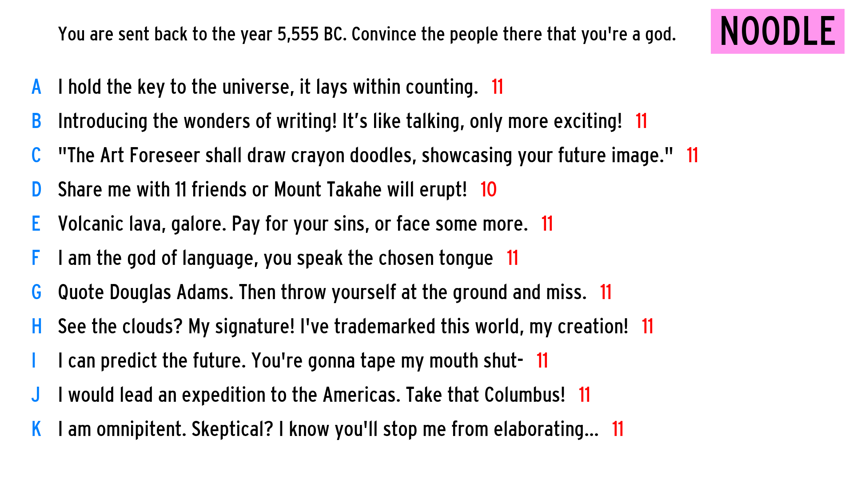 You are sent back to the year 5,555 BC. Convince the people there that you're a god.
NOODLE
A I hold the key to the universe, it lays within counting. 11
B Introducing the wonders of writing! It's like talking, only more exciting! 11
C "The Art Foreseer shall draw crayon doodles, showcasing your future image." 11
D Share me with 11 friends or Mount Takahe will erupt! 10
E Volcanic lava, galore. Pay for your sins, or face some more. 11
F I am the god of language, you speak the chosen tongue 11
G Quote Douglas Adams. Then throw yourself at the ground and miss. 11
H See the clouds? My signature! I've trademarked this world, my creation! 11
I I can predict the future. You're gonna tape my mouth shut- 11
J I would lead an expedition to the Americas. Take that Columbus! 11
K I am omnipitent. Skeptical? I know you'll stop me from elaborating... 11